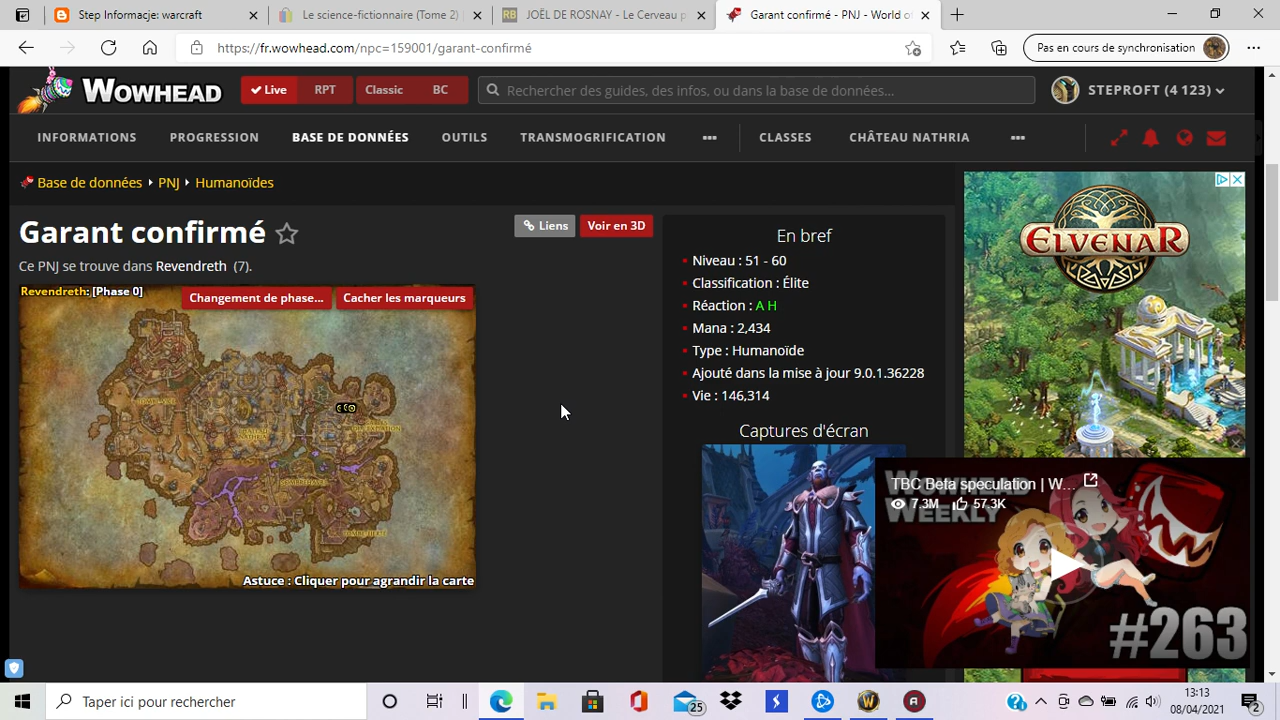 Step Informacje: warcraft
Le science-fictionnaire (Tome 2)
JOËL DE ROSNAY - Le Cerveau p
Garant confirmé - PNJ - World of
https://fr.wowhead.com/npc=159001/garant-confirmé
Pas en cours de synchronisation
WOWHEAD
Live
RPT
Classic
BC
Rechercher des guides, des infos, ou dans la base de données...
STEPROFT (4 123)
INFORMATIONS
PROGRESSION
BASE DE DONNÉES
OUTILS
TRANSMOGRIFICATION
CLASSES
CHÂTEAU NATHRIA
Base de données
PNJ
Humanoïdes
Garant confirmé
Liens
Voir en 3D
Ce PNJ se trouve dans Revendreth (7).
Revendreth: [Phase 0]
Changement de phase...
Cacher les marqueurs
Astuce : Cliquer pour agrandir la carte
En bref
Niveau : 51 - 60
Classification : Élite
Réaction : A H
Mana : 2,434
Type : Humanoïde
Ajouté dans la mise à jour 9.0.1.36228
Vie : 146,314
Captures d'écran
ELVENAR
WOWHEAD
WEEKLY
TBC Beta speculation | W...
7.3M
57.3K
#263
Taper ici pour rechercher
25
13:13
08/04/2021
2